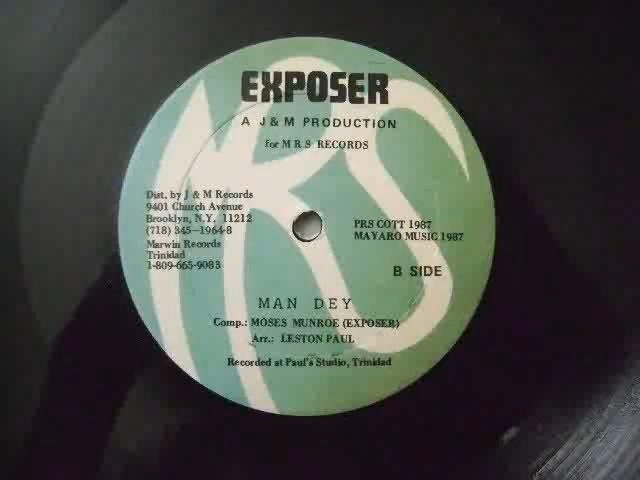 EXPOSER
A J & M PRODUCTION
for M R S RECORDS
Dist. by J & M Records
9401 Church Avenue
Brooklyn, N.Y. 11212
(718) 345-1964-8
Marwin Records
Trinidad
1-809-665-9083
PRS COTT 1987
MAYARO MUSIC 1987
B SIDE
MAN DEY
Comp.: MOSES MUNROE (EXPOSER)
Arr.: LESTON PAUL
Recorded at Paul's Studio, Trinidad
MRS